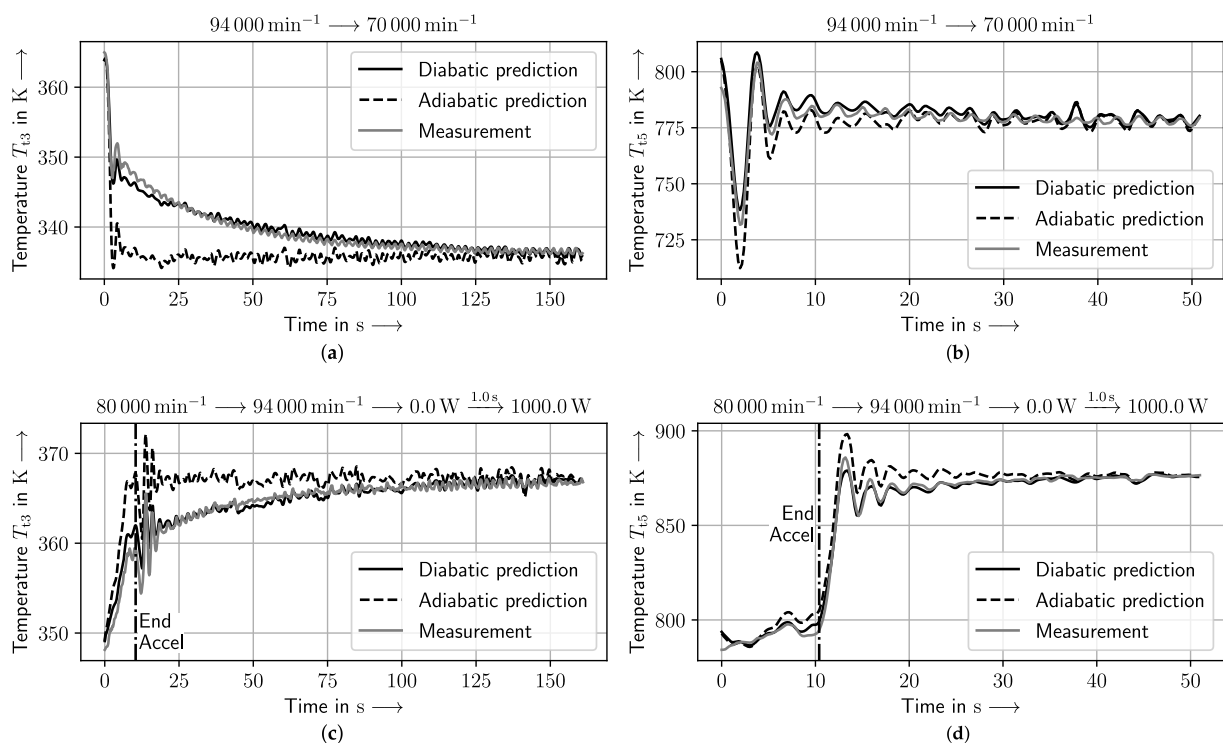 94 000 min⁻¹ ⟶ 70 000 min⁻¹
Temperature Tt3 in K ⟶
360
350
340
0
25
50
75
100
125
150
Time in s ⟶
Diabatic prediction
Adiabatic prediction
Measurement
(a)
94 000 min⁻¹ ⟶ 70 000 min⁻¹
Temperature Tt5 in K ⟶
800
775
750
725
0
10
20
30
40
50
Time in s ⟶
Diabatic prediction
Adiabatic prediction
Measurement
(b)
80 000 min⁻¹ ⟶ 94 000 min⁻¹ ⟶ 0.0 W 1.0 s ⟶ 1000.0 W
Temperature Tt3 in K ⟶
370
360
350
End
Accel
0
25
50
75
100
125
150
Time in s ⟶
Diabatic prediction
Adiabatic prediction
Measurement
(c)
80 000 min⁻¹ ⟶ 94 000 min⁻¹ ⟶ 0.0 W 1.0 s ⟶ 1000.0 W
Temperature Tt5 in K ⟶
900
850
800
End
Accel
0
10
20
30
40
50
Time in s ⟶
Diabatic prediction
Adiabatic prediction
Measurement
(d)